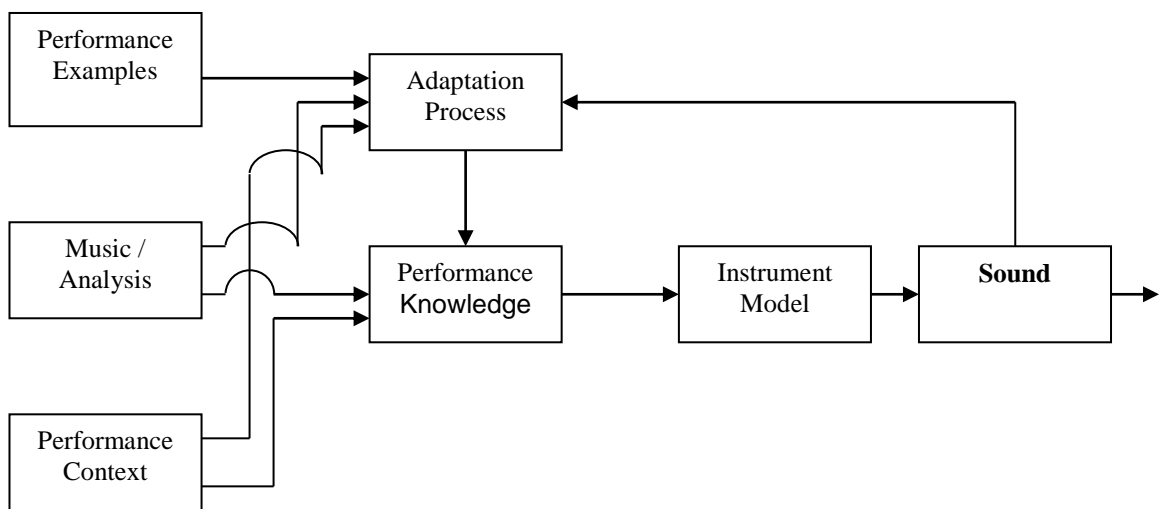 Performance
Examples
Adaptation
Process
Music /
Analysis
Performance
Knowledge
Instrument
Model
Sound
Performance
Context